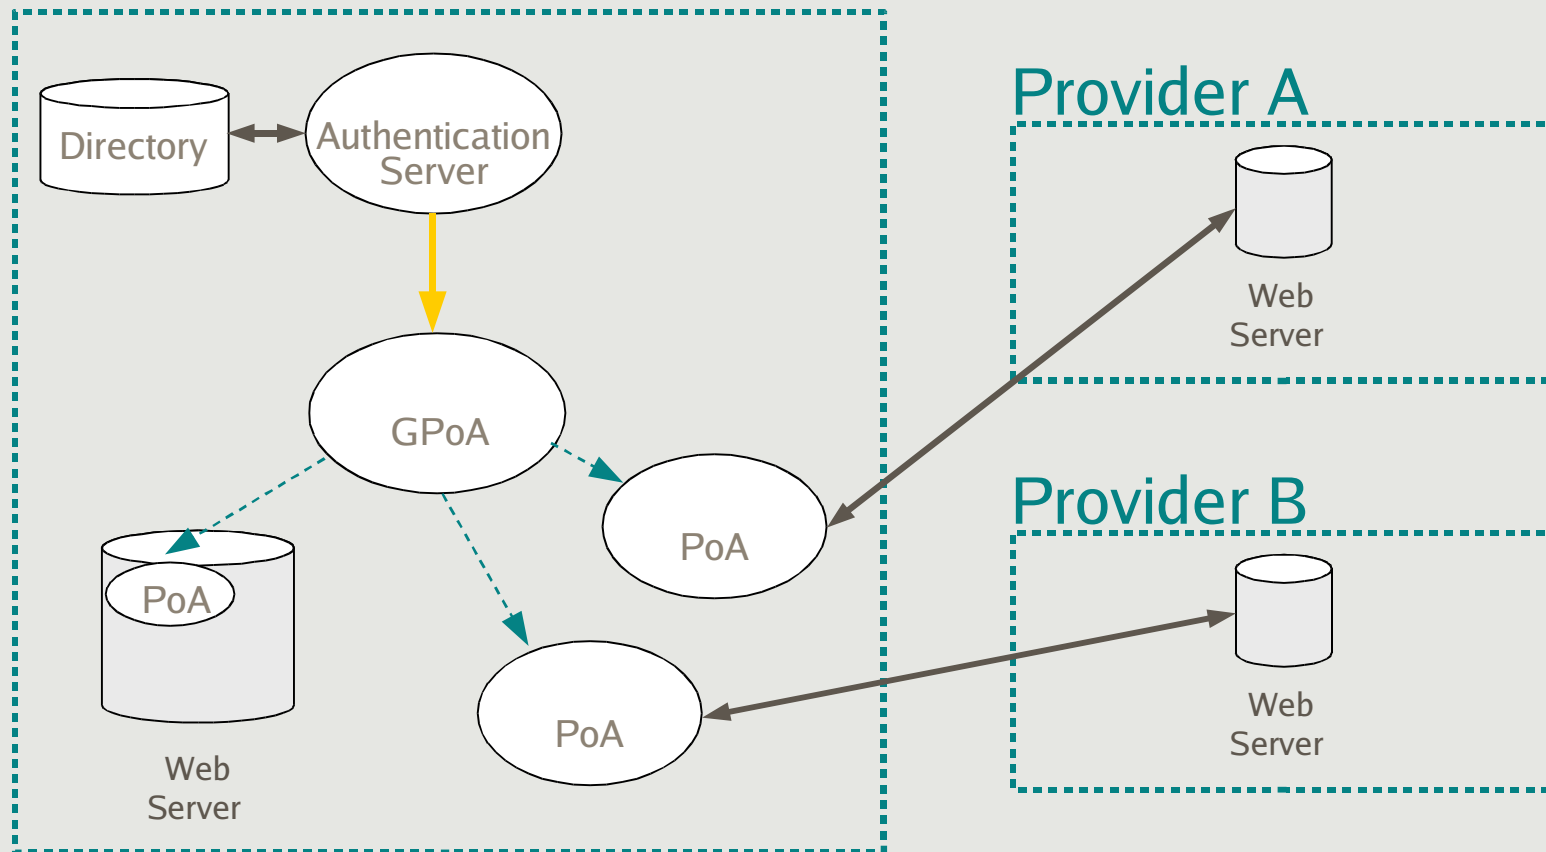 Directory
Authentication
Server
GPoA
PoA
PoA
PoA
Web
Server
Provider A
Web
Server
Provider B
Web
Server